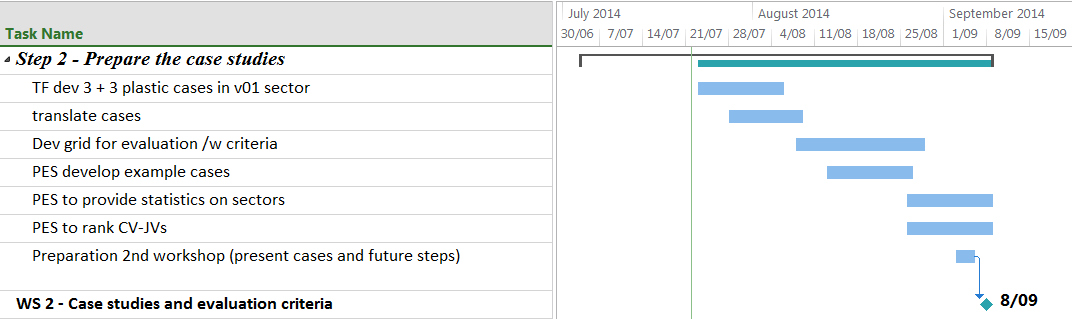 July 2014 August 2014 September 2014
Task Name 30/06 7/07 14/07 21/07 28/07 4/08 11/08 18/08 25/08 1/09 8/09 15/09
Step 2 - Prepare the case studies
TF dev 3 + 3 plastic cases in v01 sector
translate cases
Dev grid for evaluation /w criteria
PES develop example cases
PES to provide statistics on sectors
PES to rank CV-JVs
Preparation 2nd workshop (present cases and future steps)
WS 2 - Case studies and evaluation criteria 8/09